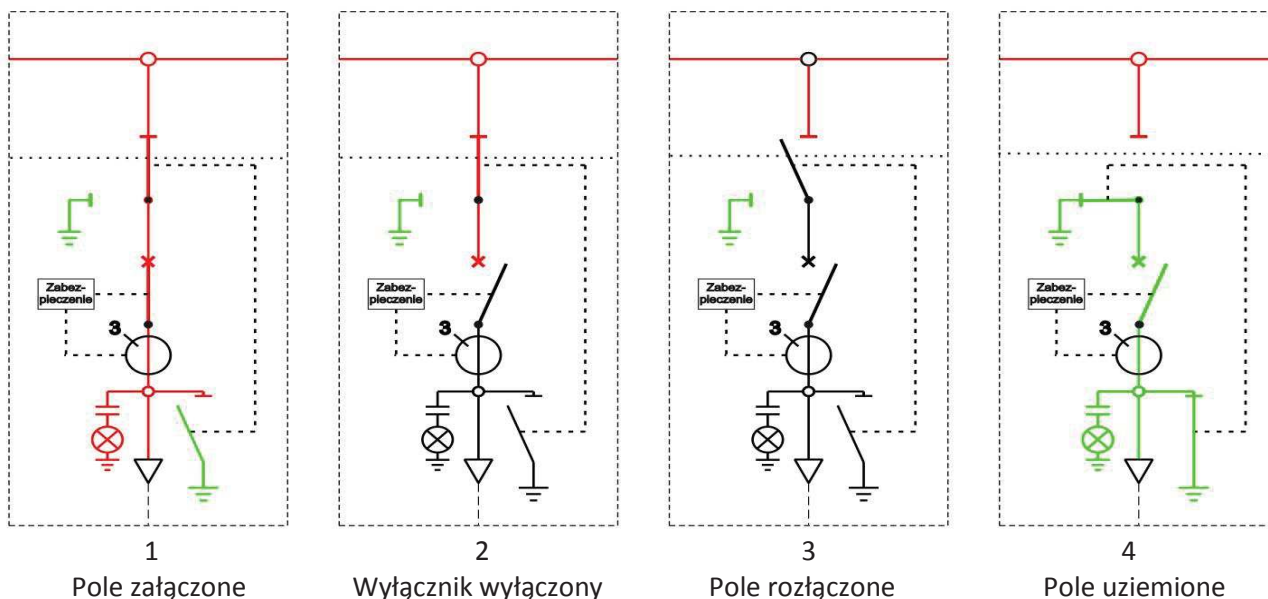 Zabez-
pieczenie
3
1
Pole załączone
Zabez-
pieczenie
3
2
Wyłącznik wyłączony
Zabez-
pieczenie
3
3
Pole rozłączone
Zabez-
pieczenie
3
4
Pole uziemione